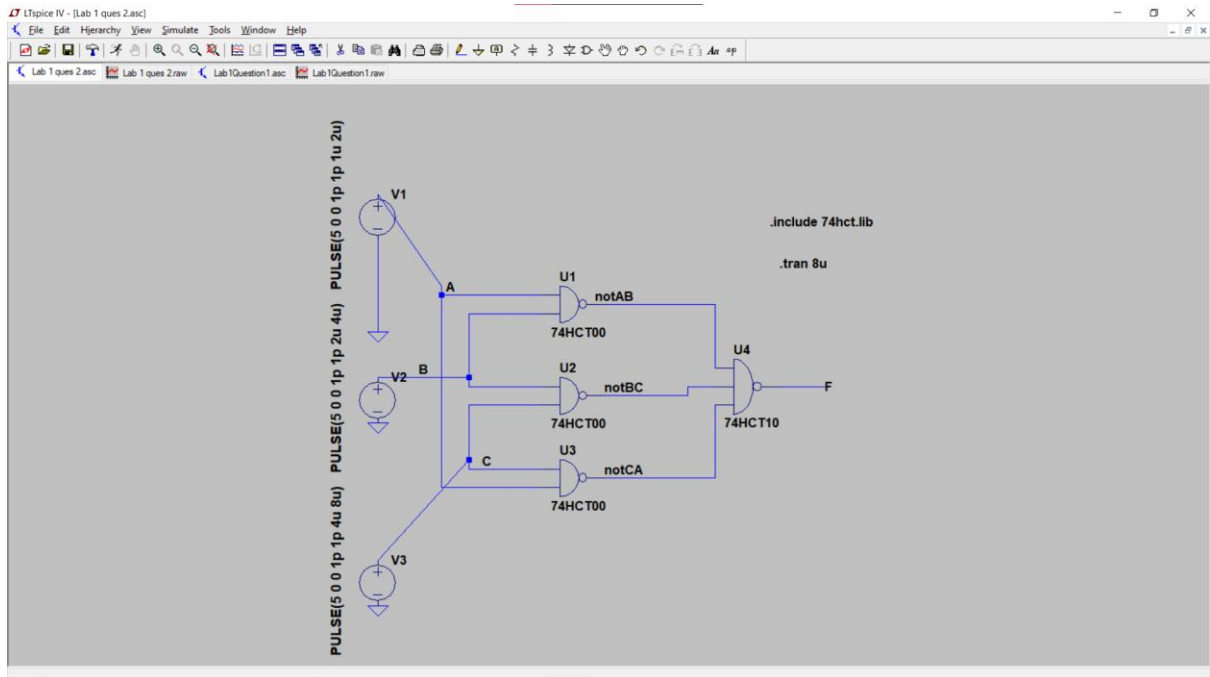 LTspice IV - [Lab 1 ques 2.asc]
File Edit Hierarchy View Simulate Tools Window Help
Aa .op
Lab 1 ques 2.asc Lab 1 ques 2.raw Lab1Question1.asc Lab1Question1.raw
PULSE(5 0 0 1p 1p 1u 2u)
V1
.include 74hct.lib
.tran 8u
A
U1
notAB
74HCT00
PULSE(5 0 0 1p 1p 2u 4u)
V2
B
U2
notBC
74HCT00
U4
F
74HCT10
C
U3
notCA
74HCT00
PULSE(5 0 0 1p 1p 4u 8u)
V3